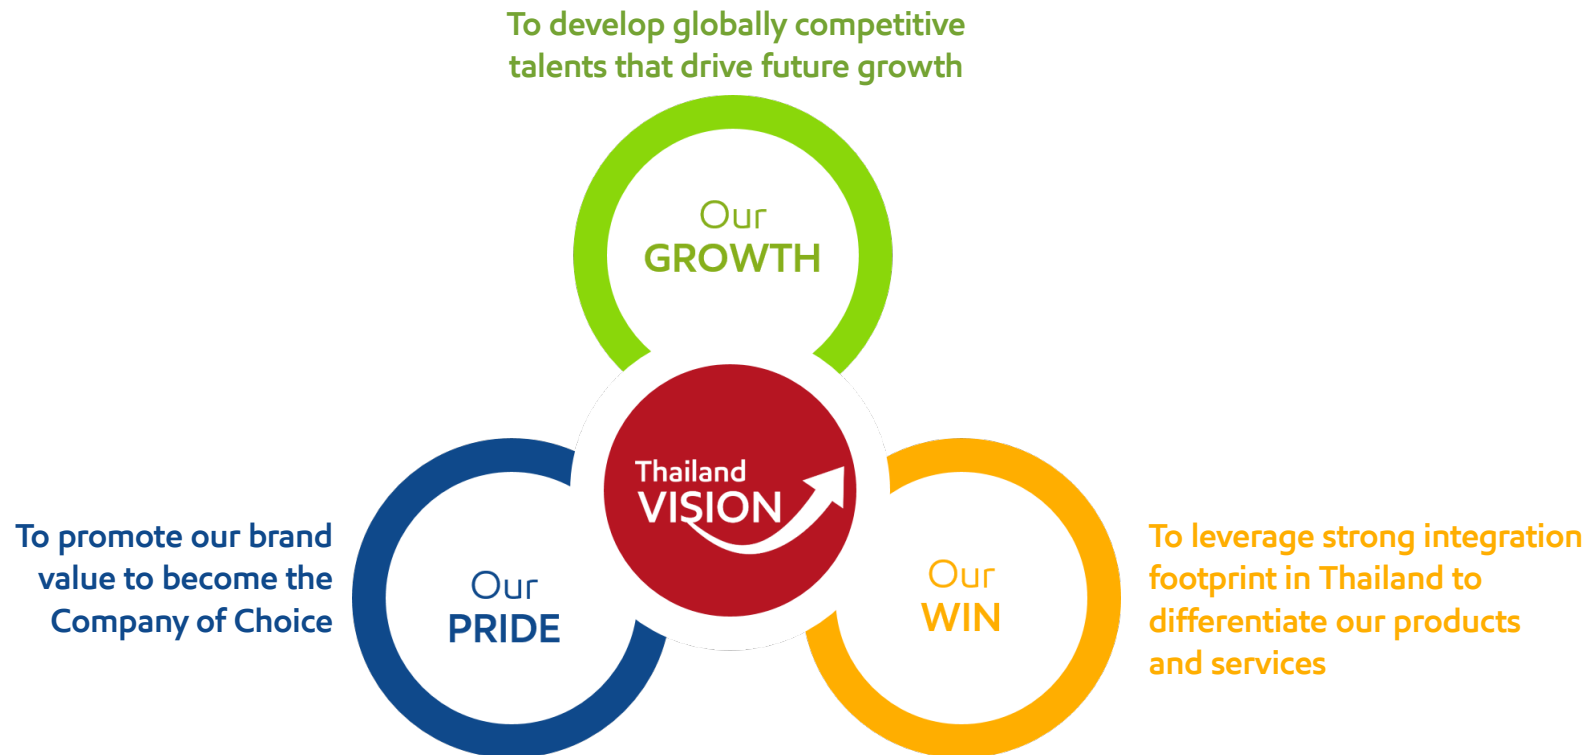 To develop globally competitive
talents that drive future growth
Our
GROWTH
Thailand
VISION
To promote our brand
value to become the
Company of Choice
Our
PRIDE
Our
WIN
To leverage strong integration
footprint in Thailand to
differentiate our products
and services